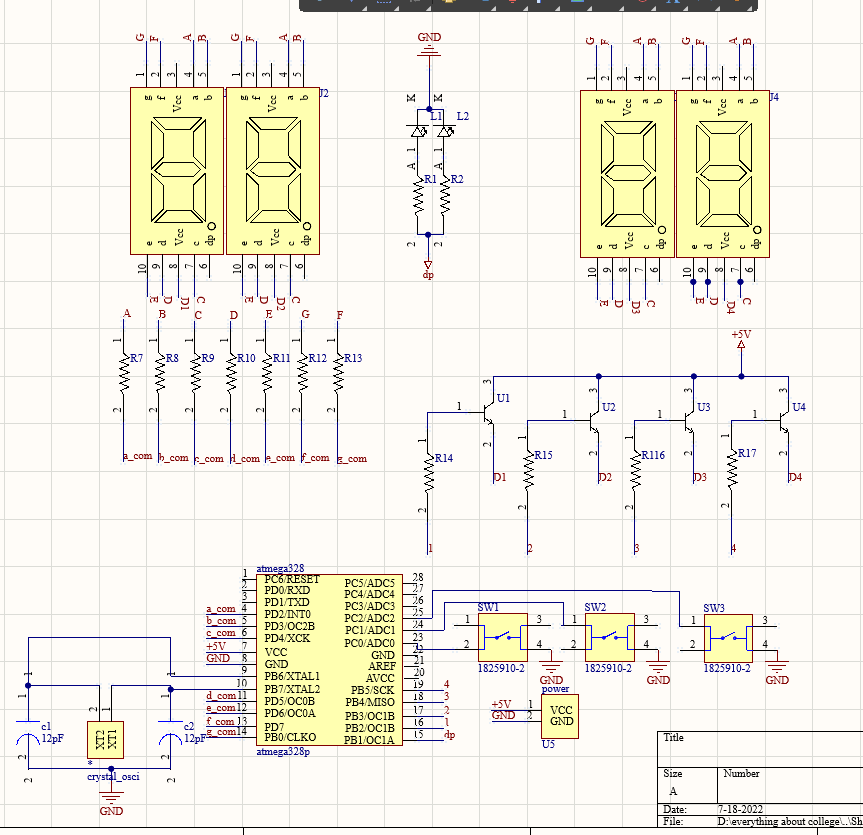 GND
G F A B
G F A B
G F A B
G F A B
1 2 3 4 5
1 2 3 4 5
1 2 3 4 5
1 2 3 4 5
g f Vcc a b
g f Vcc a b
g f Vcc a b
g f Vcc a b
J2
J4
K K
L1 L2
1 1
A A
R1 R2
2 2
dp
e d Vcc c dp
e d Vcc c dp
e d Vcc c dp
e d Vcc c dp
10 9 8 7 6
10 9 8 7 6
10 9 8 7 6
10 9 8 7 6
E D D1 C
E D D2 C
E D D3 C
E D D4 C
A B C D E G F
1 1 1 1 1 1 1
R7 R8 R9 R10 R11 R12 R13
2 2 2 2 2 2 2
a_com b_com c_com d_com e_com f_com g_com
+5V
3 3 3 3
U1 U2 U3 U4
1 1 1 1
2 2 2 2
1 1 1 1
R14 R15 R116 R17
D1 D2 D3 D4
2 2 2 2
1 2 3 4
atmega328
1 PC6/RESET
2 PD0/RXD
3 PD1/TXD
a_com 4 PD2/INT0
b_com 5 PD3/OC2B
c_com 6 PD4/XCK
+5V 7 VCC
GND 8 GND
9 PB6/XTAL1
10 PB7/XTAL2
d_com 11 PD5/OC0B
e_com 12 PD6/OC0A
f_com 13 PD7
g_com 14 PB0/CLKO
PC5/ADC5 28
PC4/ADC4 27
PC3/ADC3 26
PC2/ADC2 25
PC1/ADC1 24
PC0/ADC0 23
GND 22
AREF 21
AVCC 20
PB5/SCK 19 4
PB4/MISO 18 3
PB3/OC1B 17 2
PB2/OC1B 16 1
PB1/OC1A 15 dp
atmega328p
1 1
c1
12pF
2 1
XT2 XT1
c2
12pF
2 2
2 2
*
crystal_osci
GND
SW1 SW2 SW3
1 3 1 3 1 3
2 4 2 4 2 4
1825910-2 1825910-2 1825910-2
GND GND GND
power
+5V 1 VCC
GND 2 GND
U5
Title
Size Number
A
Date: 7-18-2022
File: D:\everything about college\..\Sh